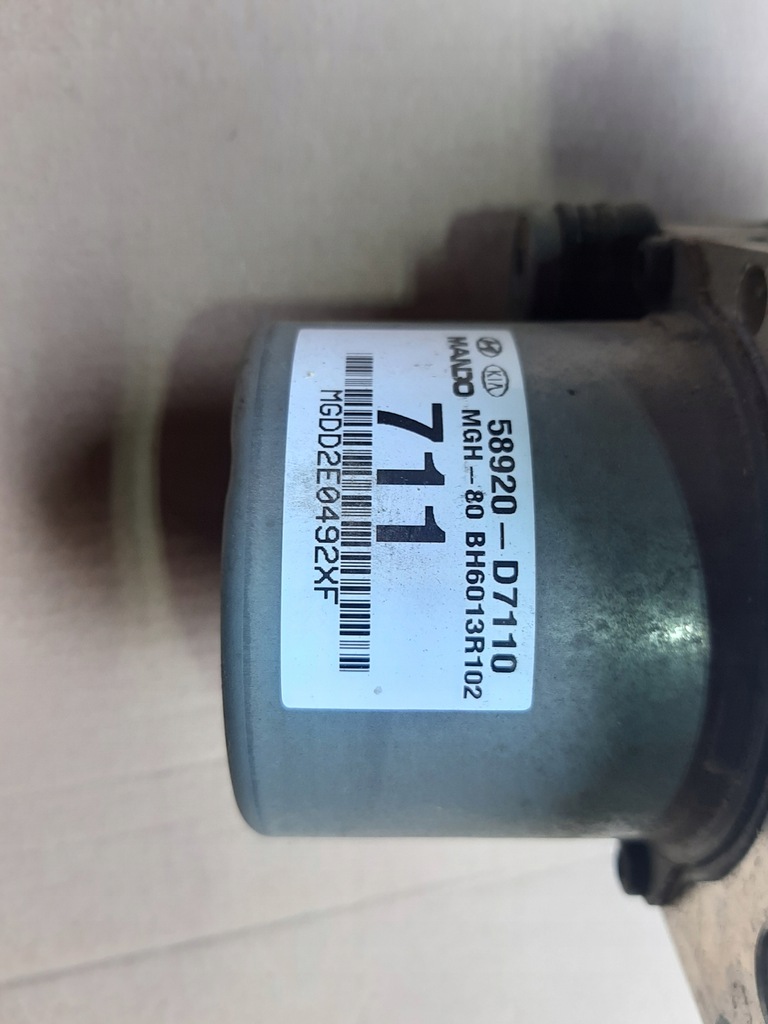 KIA 58920-D7110
MANDO MGH-80 BH6013R102
711
MGDD2E0492XF